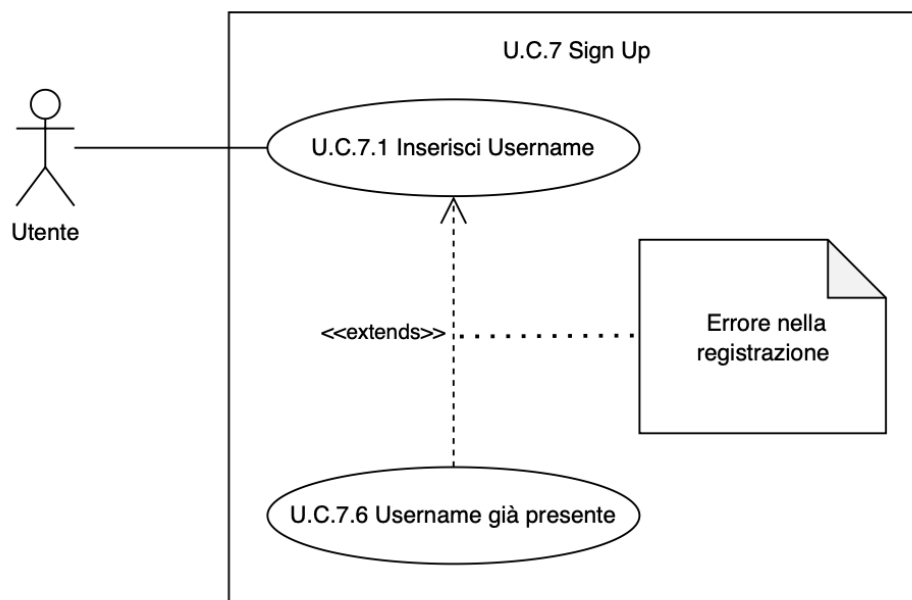 U.C.7 Sign Up
U.C.7.1 Inserisci Username
Utente
<<extends>>
Errore nella
registrazione
U.C.7.6 Username già presente